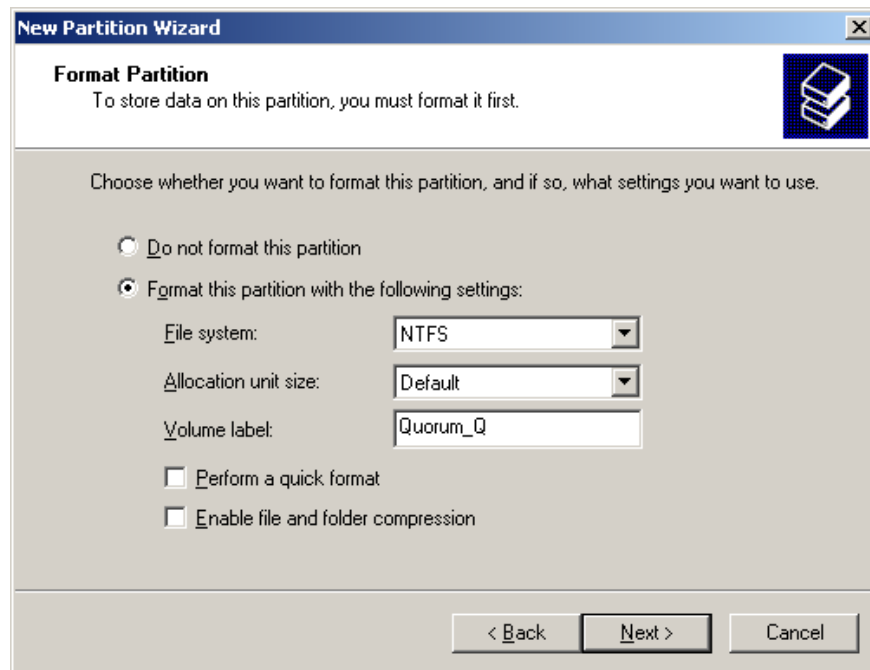 New Partition Wizard
Format Partition
To store data on this partition, you must format it first.
Choose whether you want to format this partition, and if so, what settings you want to use.
Do not format this partition
Format this partition with the following settings:
File system: NTFS
Allocation unit size: Default
Volume label: Quorum_Q
Perform a quick format
Enable file and folder compression
< Back Next > Cancel